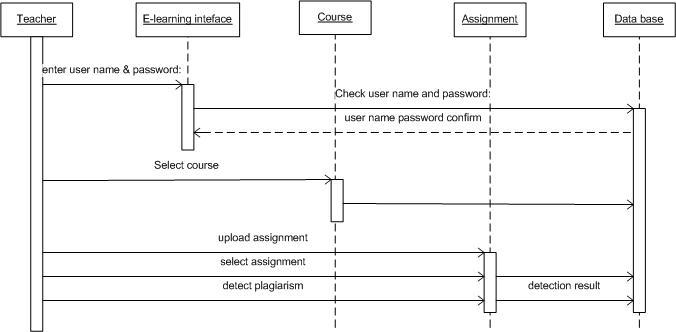 Teacher
E-learning inteface
Course
Assignment
Data base
enter user name & password:
Check user name and password:
user name password confirm
Select course
upload assignment
select assignment
detect plagiarism
detection result